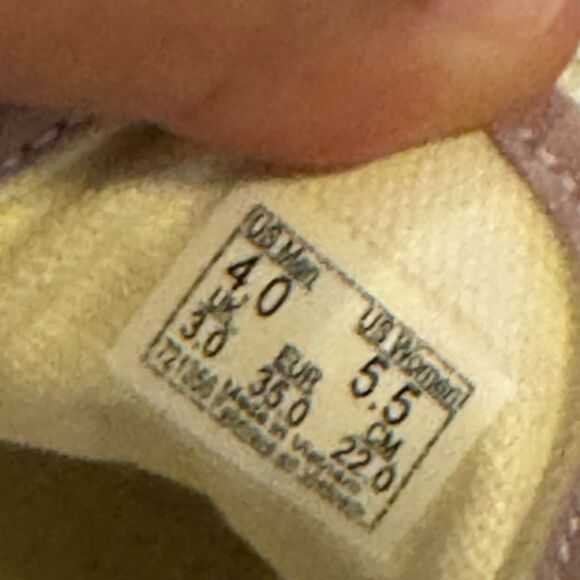 US Men US Women
4.0 5.5
UK EUR CM
3.0 35.0 22.0
721356 Made in Vietnam